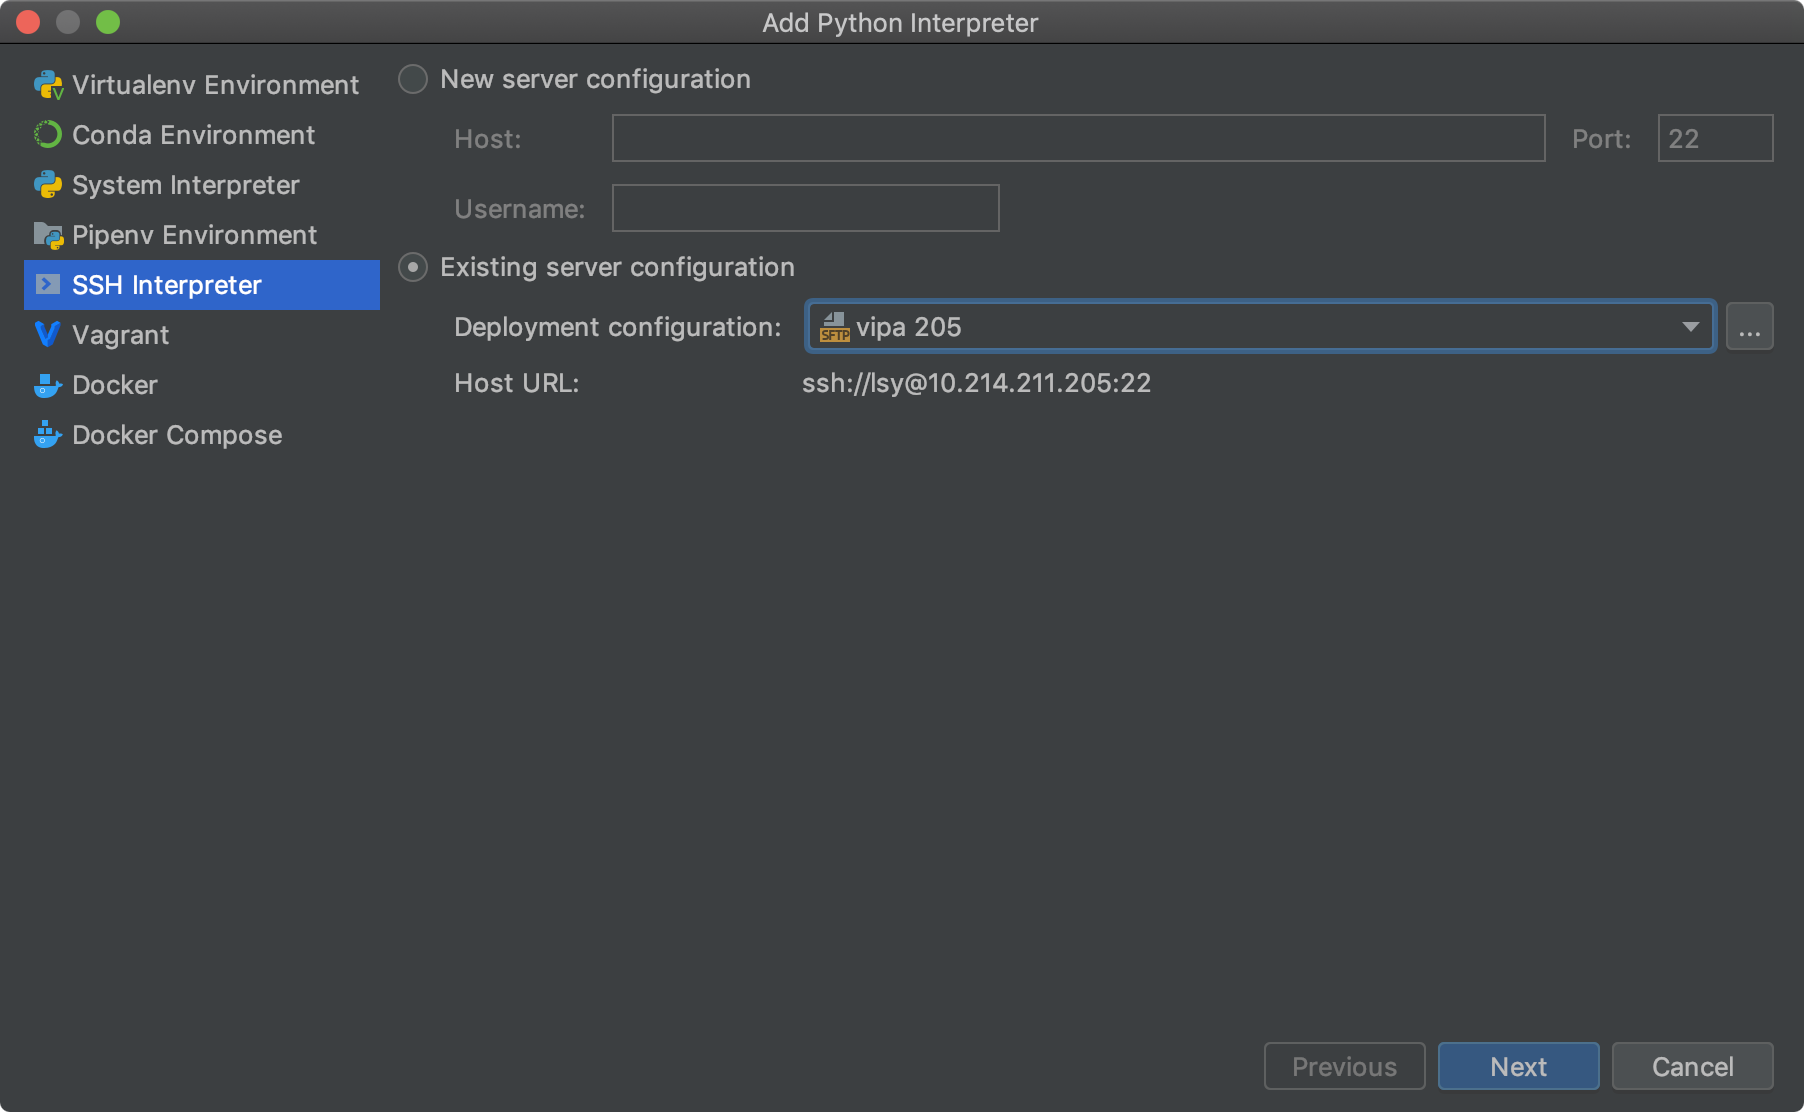 Add Python Interpreter
Virtualenv Environment
Conda Environment
System Interpreter
Pipenv Environment
SSH Interpreter
Vagrant
Docker
Docker Compose
New server configuration
Host:
Port: 22
Username:
Existing server configuration
Deployment configuration: SFTP vipa 205 ...
Host URL: ssh://lsy@10.214.211.205:22
Previous Next Cancel